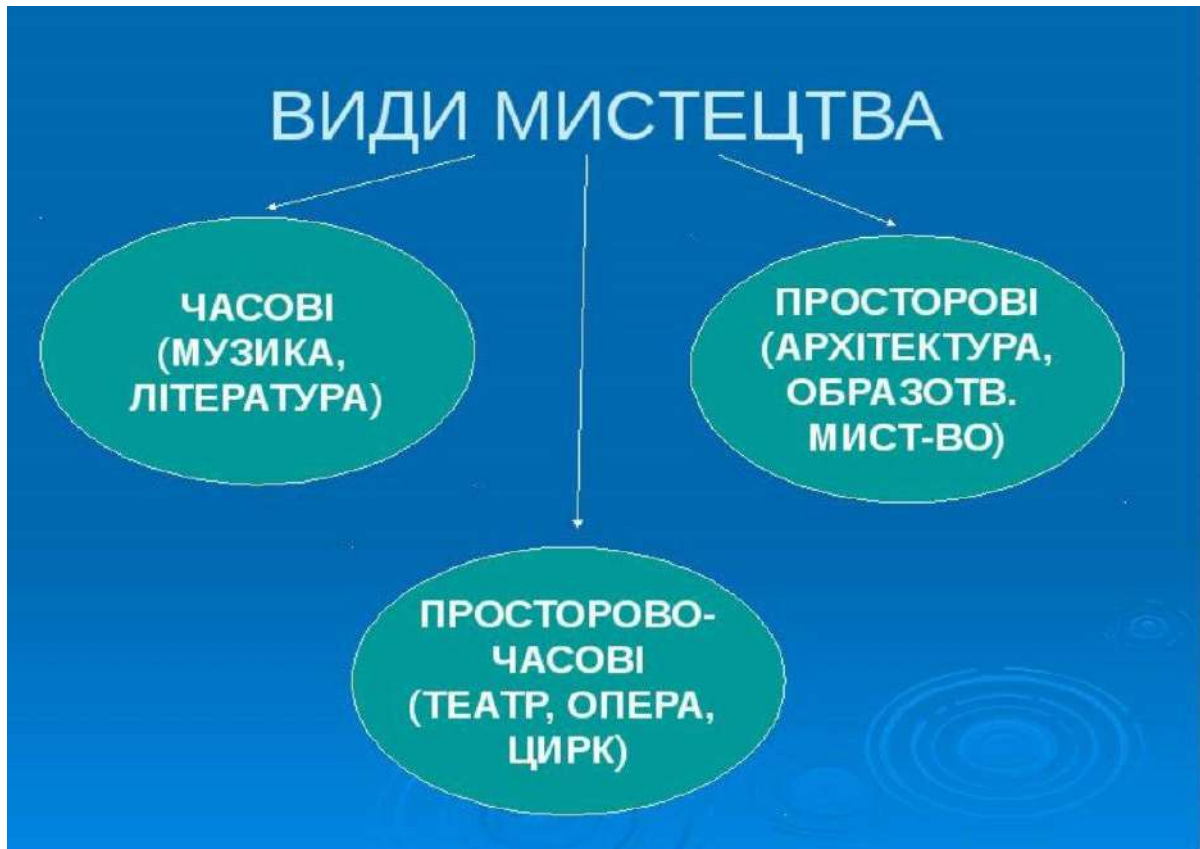 ВИДИ МИСТЕЦТВА
ЧАСОВІ
(МУЗИКА,
ЛІТЕРАТУРА)
ПРОСТОРОВІ
(АРХІТЕКТУРА,
ОБРАЗОТВ.
МИСТ-ВО)
ПРОСТОРОВО-
ЧАСОВІ
(ТЕАТР, ОПЕРА,
ЦИРК)